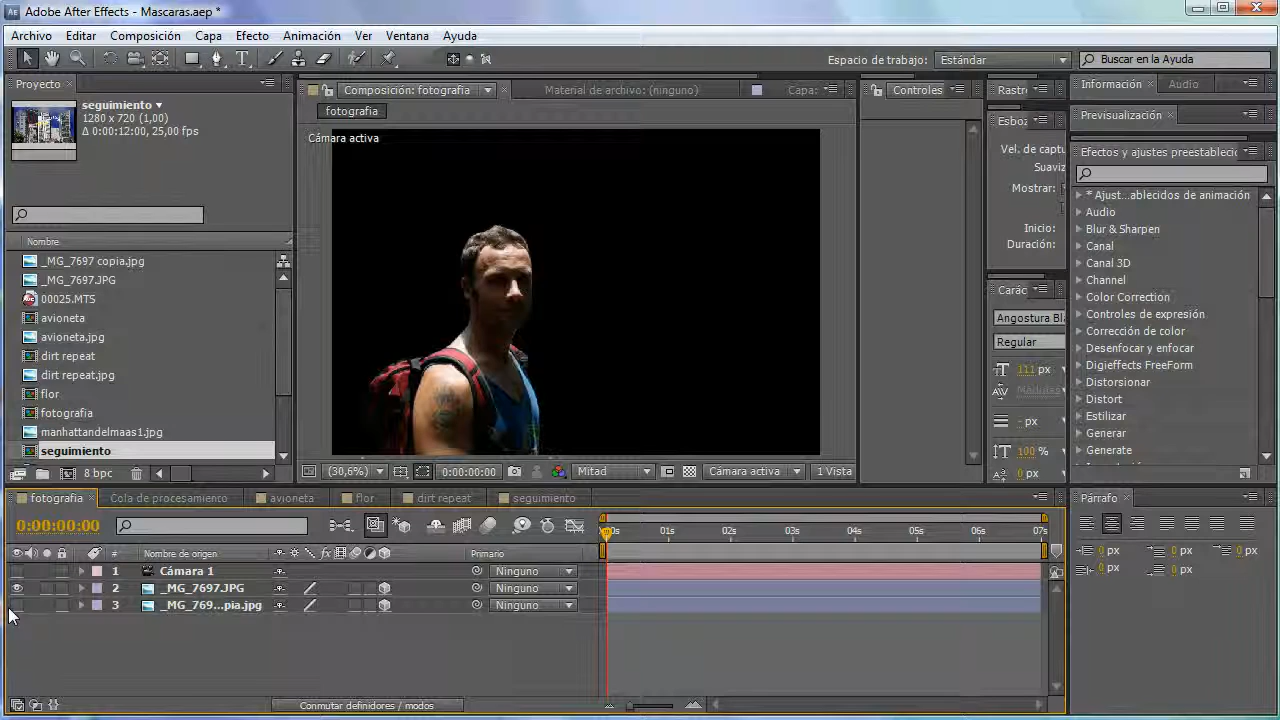 Adobe After Effects - Mascaras.aep *
Archivo Editar Composición Capa Efecto Animación Ver Ventana Ayuda
Espacio de trabajo: Estándar Buscar en la Ayuda
Proyecto
seguimiento
1280 x 720 (1,00)
Δ 0:00:12:00, 25,00 fps
Nombre
_MG_7697 copia.jpg
_MG_7697.JPG
00025.MTS
avioneta
avioneta.jpg
dirt repeat
dirt repeat.jpg
flor
fotografia
manhattandelmaas1.jpg
seguimiento
8 bpc
Composición: fotografia Material de archivo: (ninguno) Capa:
fotografia
Cámara activa
(30,6%) 0:00:00:00 Mitad Cámara activa 1 Vista
Controles
Rastre
Esboz
Vel. de captu
Suaviz
Mostrar:
Inicio:
Duración:
Carác
Angostura Bl
Regular
111 px
- px
100 %
0 px
Información Audio
Previsualización
Efectos y ajustes preestableci
* Ajust...ablecidos de animación
Audio
Blur & Sharpen
Canal
Canal 3D
Channel
Color Correction
Controles de expresión
Corrección de color
Desenfocar y enfocar
Digieffects FreeForm
Distorsionar
Distort
Estilizar
Generar
Generate
fotografia Cola de procesamiento avioneta flor dirt repeat seguimiento
0:00:00:00
0s 01s 02s 03s 04s 05s 06s 07s
# Nombre de origen fx Primario
1 Cámara 1 Ninguno
2 _MG_7697.JPG Ninguno
3 _MG_769...pia.jpg Ninguno
Conmutar definidores / modos
Párrafo
0 px 0 px 0 px
0 px 0 px